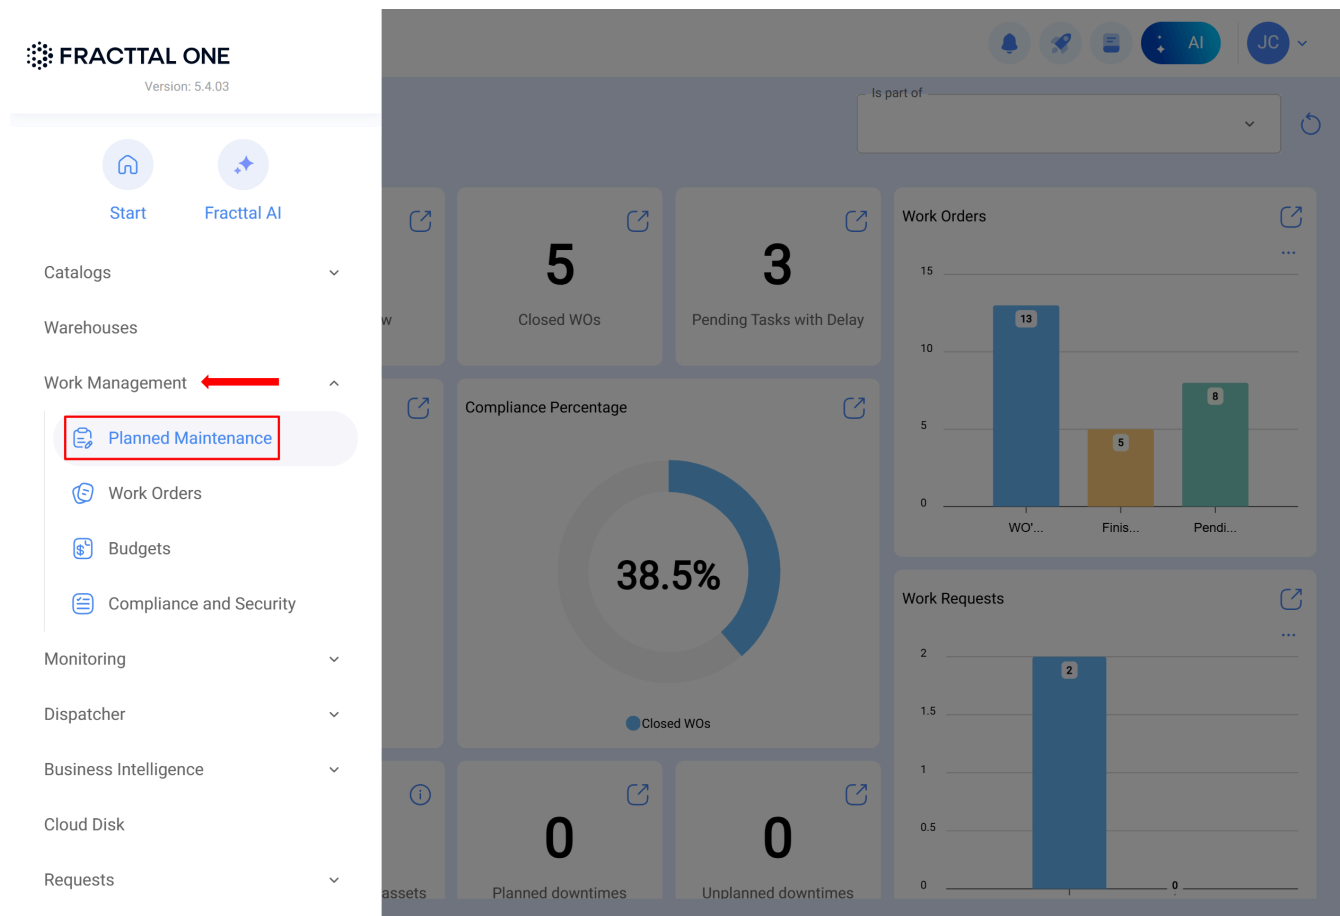 FRACTTAL ONE
Version: 5.4.03
Start
Fracttal AI
Catalogs
Warehouses
Work Management
Planned Maintenance
Work Orders
Budgets
Compliance and Security
Monitoring
Dispatcher
Business Intelligence
Cloud Disk
Requests
AI
JC
Is part of
w
5
Closed WOs
3
Pending Tasks with Delay
Work Orders
...
15
10
5
0
13
5
8
WO'...
Finis...
Pendi...
Compliance Percentage
38.5%
Closed WOs
Work Requests
...
2
1.5
1
0.5
0
2
0
assets
0
Planned downtimes
0
Unplanned downtimes